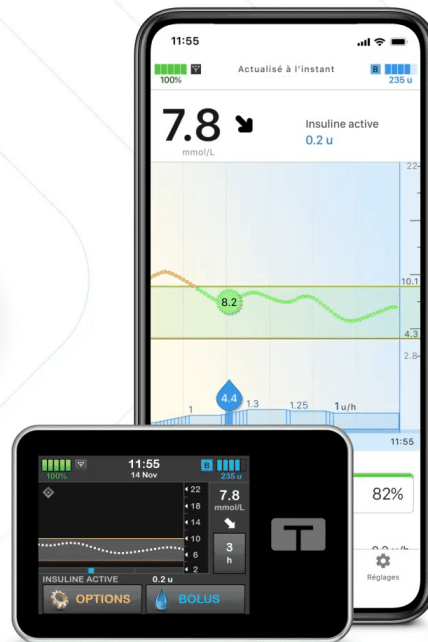 11:55
100%
Actualisé à l'instant
B
235 u
7.8
mmol/L
Insuline active
0.2 u
22
10.1
8.2
4.3
2.8
4.4
1
1.3
1.25
1 u/h
11:55
82%
Réglages
100%
11:55
14 Nov
B
235 u
22
18
14
10
6
2
7.8
mmol/L
3
h
INSULINE ACTIVE
0.2 u
OPTIONS
BOLUS
T